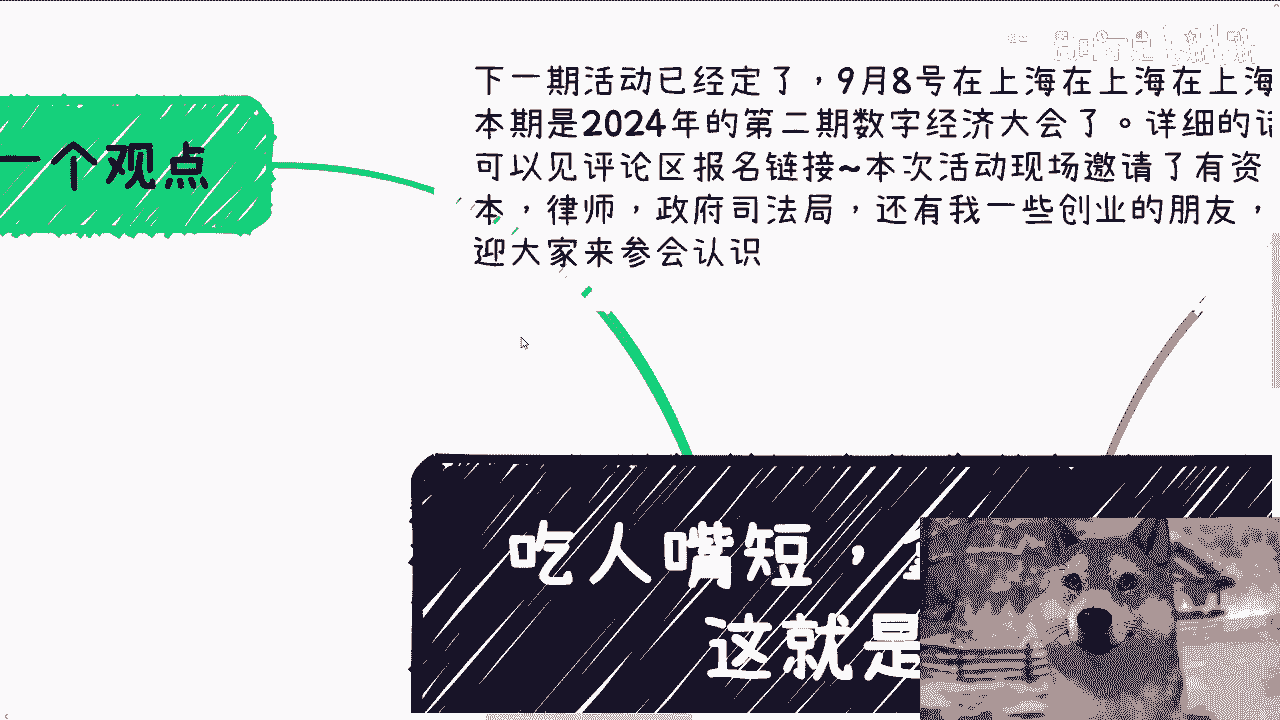 下一期活动已经定了，9月8号在上海在上海在上海
本期是2024年的第二期数字经济大会了。详细的话
可以见评论区报名链接~本次活动现场邀请了有资
本，律师，政府司法局，还有我一些创业的朋友，
迎大家来参会认识
一个观点
吃人嘴短，
这就是